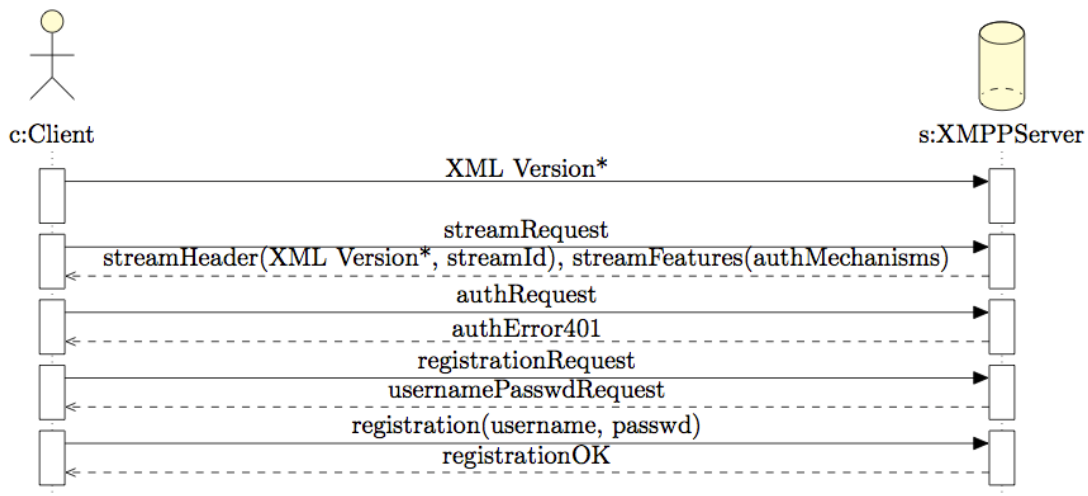 c:Client
s:XMPPServer
XML Version*
streamRequest
streamHeader(XML Version*, streamId), streamFeatures(authMechanisms)
authRequest
authError401
registrationRequest
usernamePasswdRequest
registration(username, passwd)
registrationOK